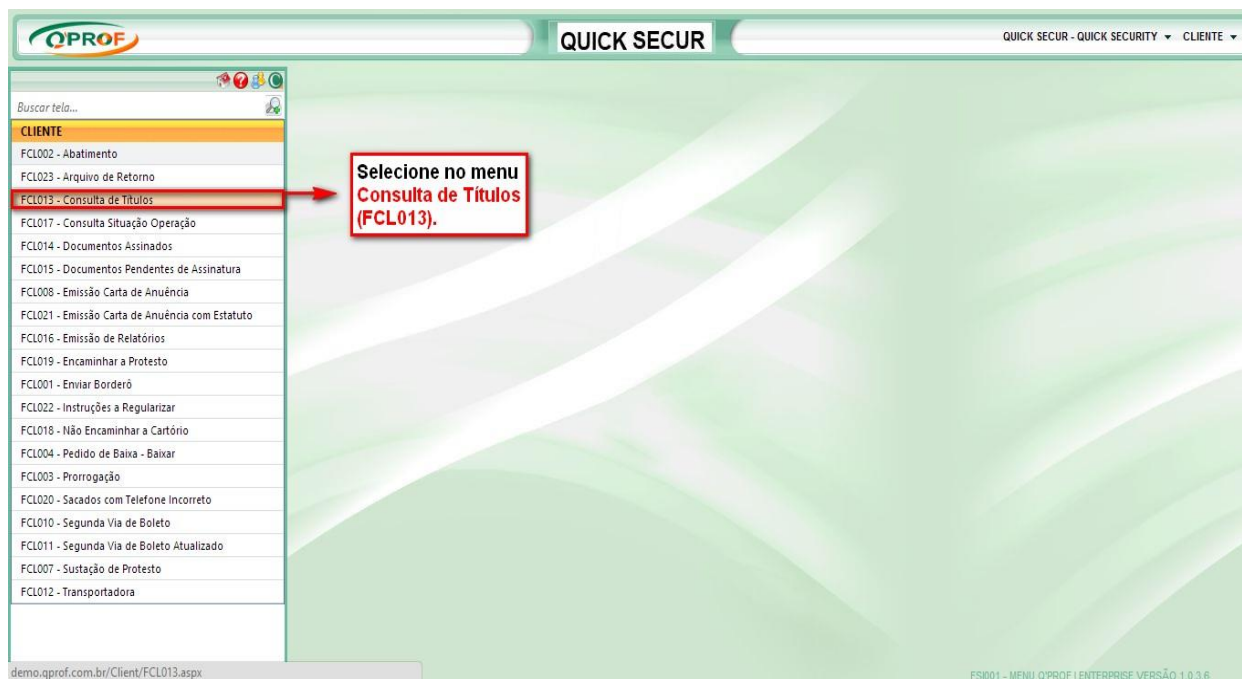 QPROF
QUICK SECUR
QUICK SECUR - QUICK SECURITY
CLIENTE
Buscar tela...
CLIENTE
FCL002 - Abatimento
FCL023 - Arquivo de Retorno
FCL013 - Consulta de Títulos
FCL017 - Consulta Situação Operação
FCL014 - Documentos Assinados
FCL015 - Documentos Pendentes de Assinatura
FCL008 - Emissão Carta de Anuência
FCL021 - Emissão Carta de Anuência com Estatuto
FCL016 - Emissão de Relatórios
FCL019 - Encaminhar a Protesto
FCL001 - Enviar Borderô
FCL022 - Instruções a Regularizar
FCL018 - Não Encaminhar a Cartório
FCL004 - Pedido de Baixa - Baixar
FCL003 - Prorrogação
FCL020 - Sacados com Telefone Incorreto
FCL010 - Segunda Via de Boleto
FCL011 - Segunda Via de Boleto Atualizado
FCL007 - Sustação de Protesto
FCL012 - Transportadora
Selecione no menu
Consulta de Títulos
(FCL013).
demo.qprof.com.br/Client/FCL013.aspx
FSI001 - MENU Q'PROF | ENTERPRISE VERSÃO 1.0.3.6